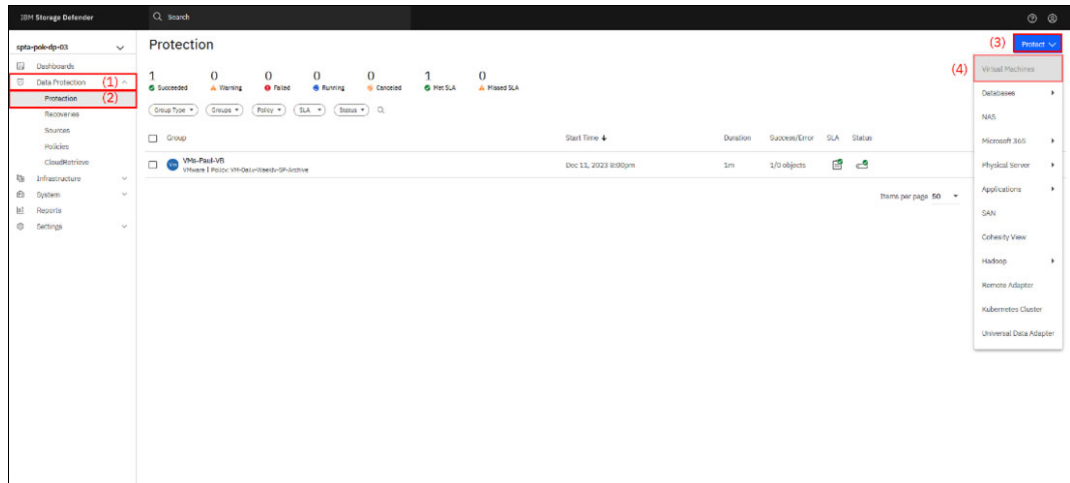 IBM Storage Defender
Search
spta-pok-dp-03
Protection
(3) Protect
Dashboards
Data Protection (1)
Protection (2)
Recoveries
Sources
Policies
CloudRetrieve
Infrastructure
System
Reports
Settings
1 0 0 0 0 1 0
Succeeded Warning Failed Running Canceled Met SLA Missed SLA
Group Type Groups Policy SLA Status
Group Start Time Duration Success/Error SLA Status
VMs-Paul-VB Dec 11, 2023 8:00pm 1m 1/0 objects
VMware | Policy: VM-Daily-Weekly-SP-Archive
Items per page 50
(4) Virtual Machines
Databases
NAS
Microsoft 365
Physical Server
Applications
SAN
Cohesity View
Hadoop
Remote Adapter
Kubernetes Cluster
Universal Data Adapter